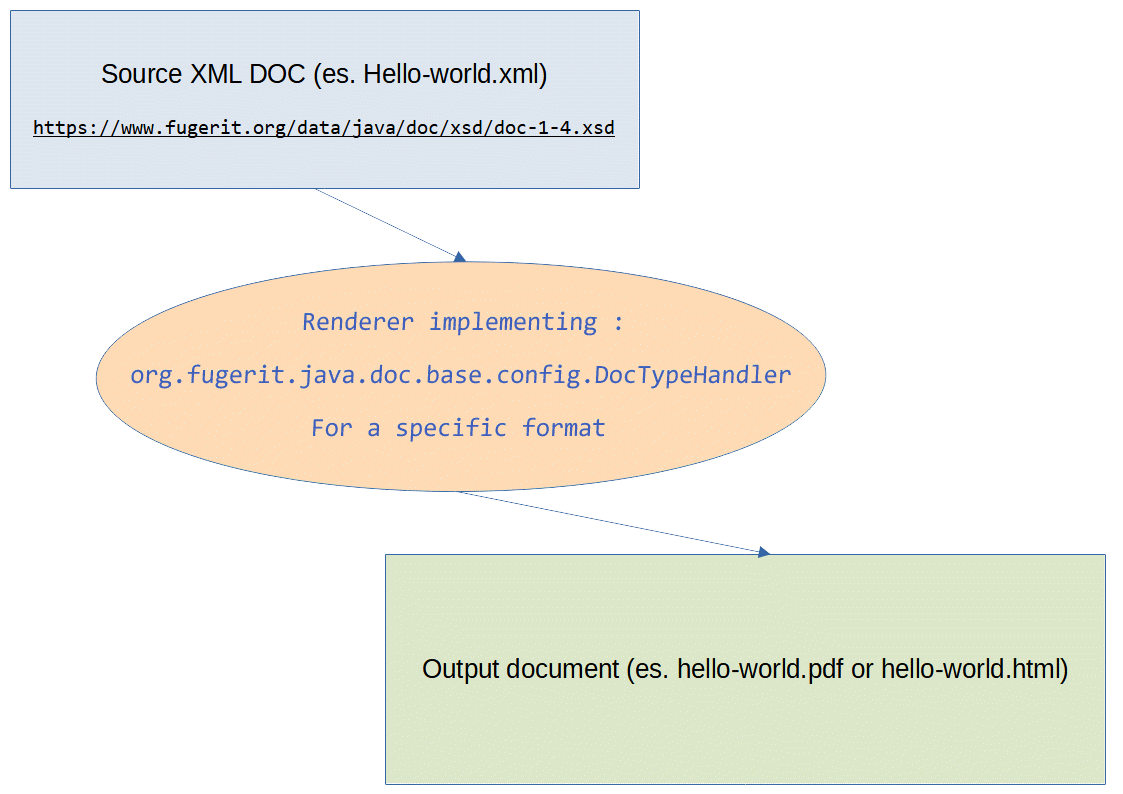 Source XML DOC (es. Hello-world.xml)
https://www.fugerit.org/data/java/doc/xsd/doc-1-4.xsd
Renderer implementing :
org.fugerit.java.doc.base.config.DocTypeHandler
For a specific format
Output document (es. hello-world.pdf or hello-world.html)